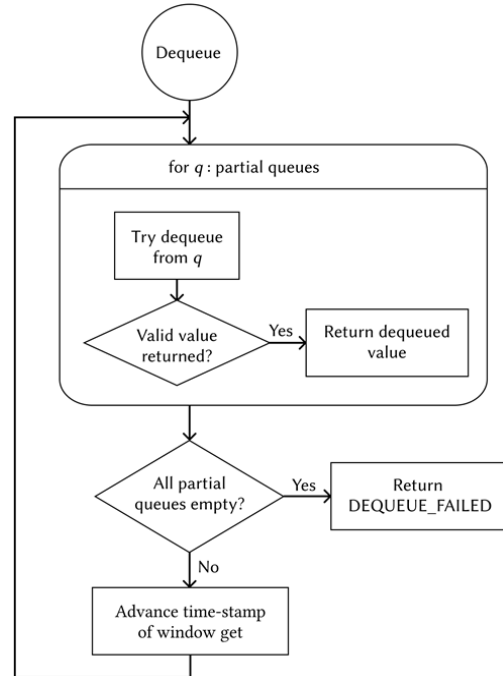 Dequeue
for q : partial queues
Try dequeue
from q
Valid value
returned?
Yes
Return dequeued
value
All partial
queues empty?
Yes
Return
DEQUEUE_FAILED
No
Advance time-stamp
of window get